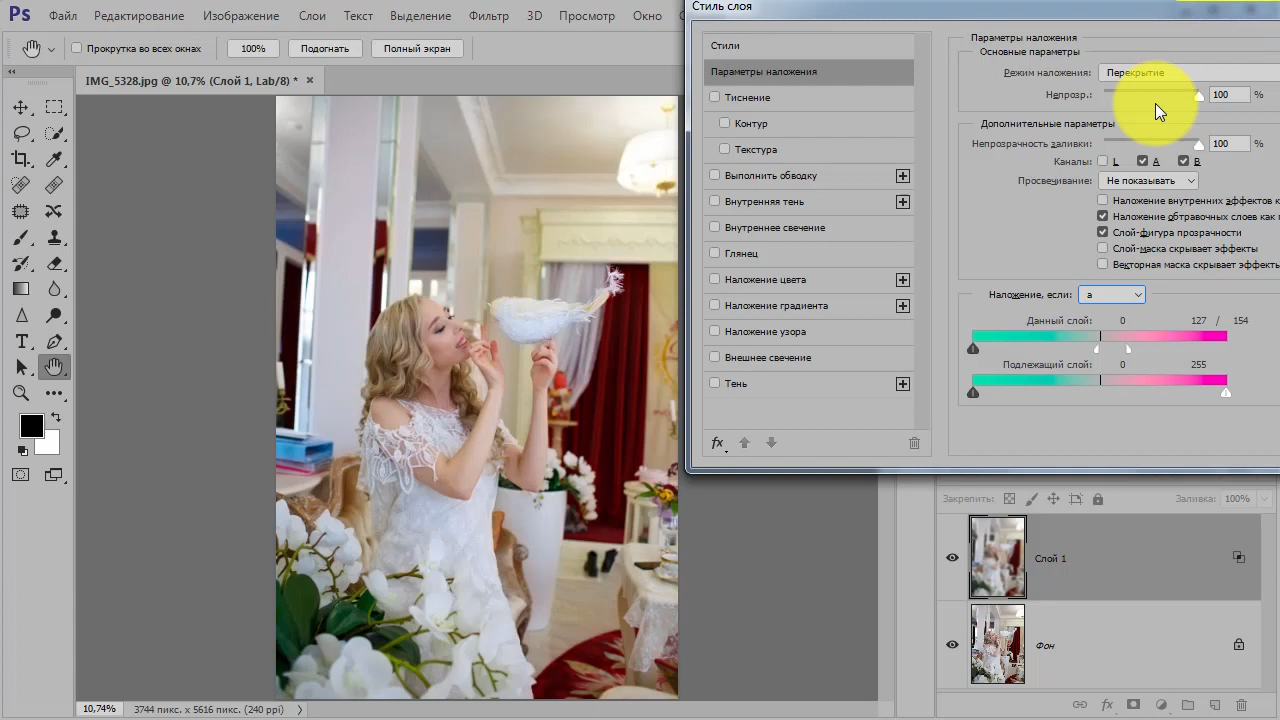 Ps Файл Редактирование Изображение Слои Текст Выделение Фильтр 3D Просмотр Окно
Стиль слоя
Прокрутка во всех окнах 100% Подогнать Полный экран
IMG_5328.jpg @ 10,7% (Слой 1, Lab/8) * ×
Стили
Параметры наложения
Тиснение
Контур
Текстура
Выполнить обводку
Внутренняя тень
Внутреннее свечение
Глянец
Наложение цвета
Наложение градиента
Наложение узора
Внешнее свечение
Тень
fx
Параметры наложения
Основные параметры
Режим наложения: Перекрытие
Непрозр.: 100 %
Дополнительные параметры
Непрозрачность заливки: 100 %
Каналы: L A B
Просвечивание: Не показывать
Наложение внутренних эффектов к
Наложение обтравочных слоев как
Слой-фигура прозрачности
Слой-маска скрывает эффекты
Векторная маска скрывает эффекты
Наложение, если: a
Данный слой: 0 127 / 154
Подлежащий слой: 0 255
Закрепить: Заливка: 100%
Слой 1
Фон
fx
10,74% 3744 пикс. x 5616 пикс. (240 ppi)